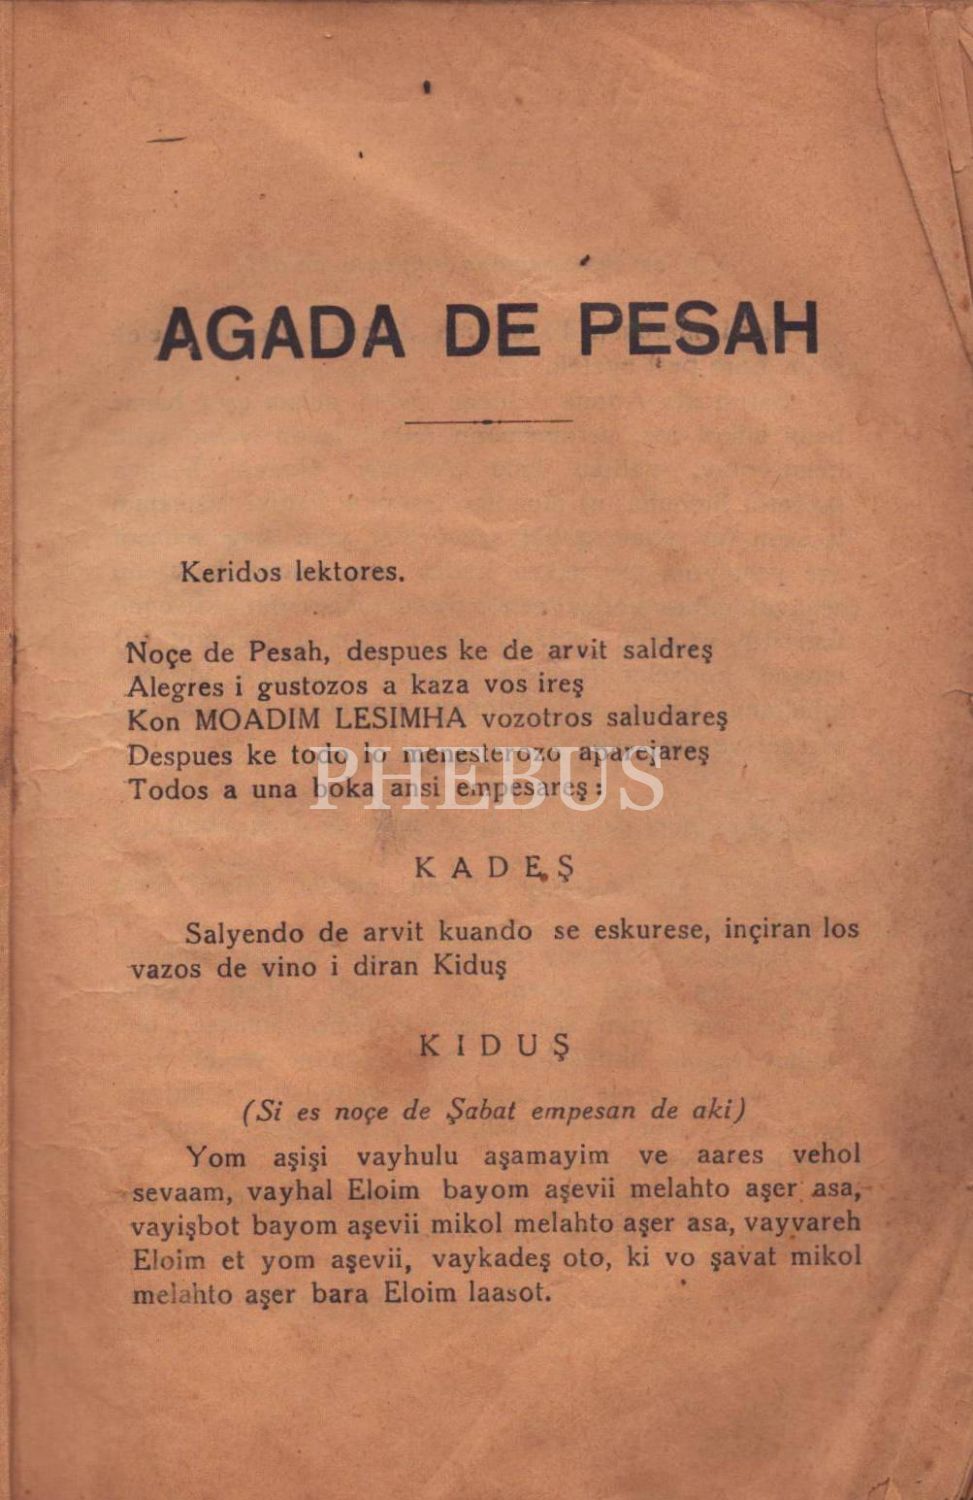 AGADA DE PESAH
Keridos lektores.
Noçe de Pesah, despues ke de arvit saldreş
Alegres i gustozos a kaza vos ireş
Kon MOADIM LESIMHA vozotros saludareş
Despues ke todo lo menesterozo aparejareş
Todos a una boka ansi empesareş :
PHEBUS
KADEŞ
Salyendo de arvit kuando se eskurese, inçiran los
vazos de vino i diran Kiduş
KIDUŞ
(Si es noçe de Şabat empesan de aki)
Yom aşişi vayhulu aşamayim ve aares vehol
sevaam, vayhal Eloim bayom aşevii melahto aşer asa,
vayişbot bayom aşevii mikol melahto aşer asa, vayvareh
Eloim et yom aşevii, vaykadeş oto, ki vo şavat mikol
melahto aşer bara Eloim laasot.